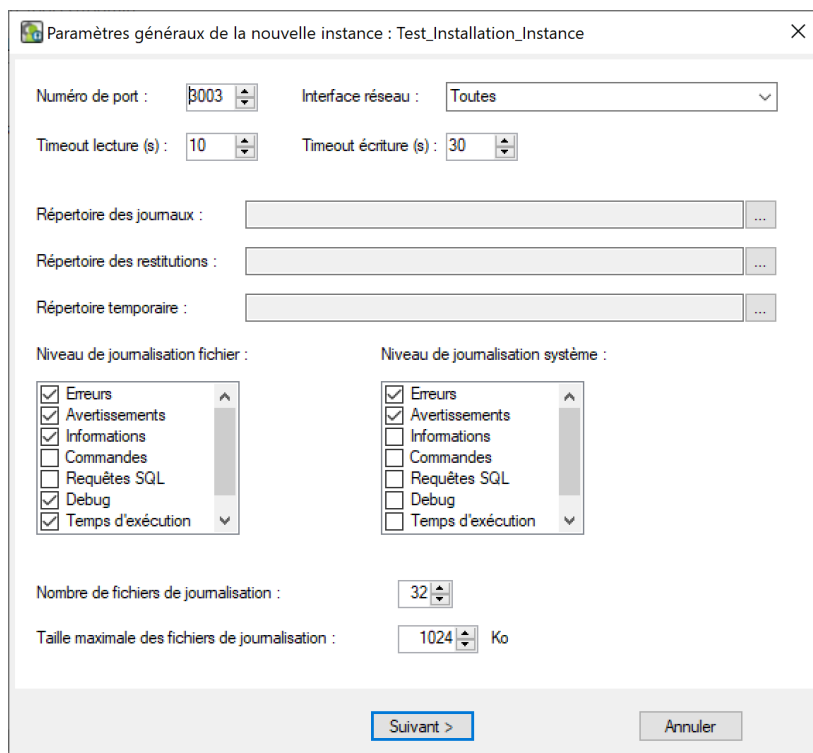 Paramètres généraux de la nouvelle instance : Test_Installation_Instance
Numéro de port : 3003 Interface réseau : Toutes
Timeout lecture (s) : 10 Timeout écriture (s) : 30
Répertoire des journaux : ...
Répertoire des restitutions : ...
Répertoire temporaire : ...
Niveau de journalisation fichier : Niveau de journalisation système :
Erreurs Erreurs
Avertissements Avertissements
Informations Informations
Commandes Commandes
Requêtes SQL Requêtes SQL
Debug Debug
Temps d'exécution Temps d'exécution
Nombre de fichiers de journalisation : 32
Taille maximale des fichiers de journalisation : 1024 Ko
Suivant > Annuler